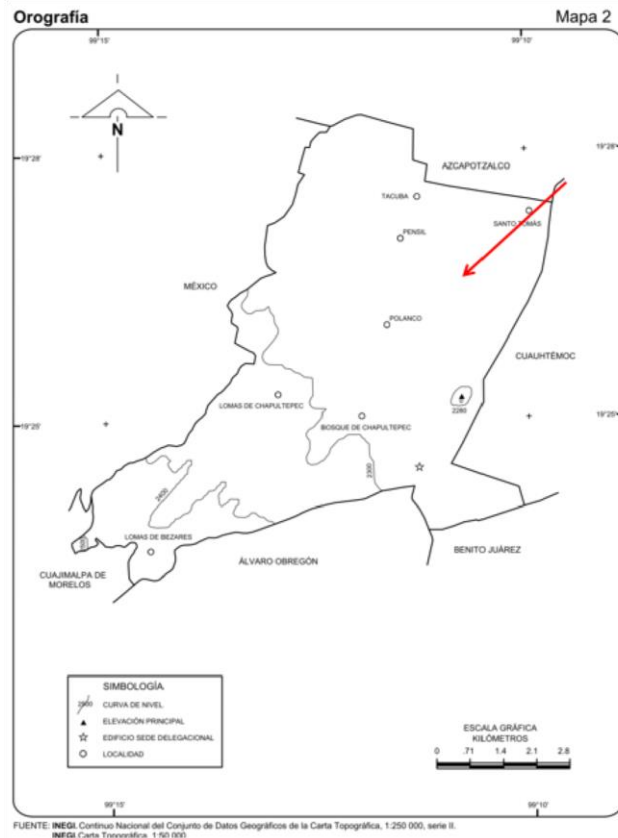 Orografía
Mapa 2
99°15'
99°10'
N
19°28'
19°28'
AZCAPOTZALCO
TACUBA
SANTO TOMÁS
PENSIL
MÉXICO
POLANCO
CUAUHTÉMOC
LOMAS DE CHAPULTEPEC
2280
BOSQUE DE CHAPULTEPEC
19°25'
19°25'
2300
2400
LOMAS DE BEZARES
CUAJIMALPA DE
MORELOS
ÁLVARO OBREGÓN
BENITO JUÁREZ
SIMBOLOGÍA
CURVA DE NIVEL
ELEVACIÓN PRINCIPAL
EDIFICIO SEDE DELEGACIONAL
LOCALIDAD
ESCALA GRÁFICA
KILÓMETROS
0 .71 1.4 2.1 2.8
99°15'
99°10'
FUENTE: INEGI. Continuo Nacional del Conjunto de Datos Geográficos de la Carta Topográfica, 1:250 000, serie II.
INEGI. Carta Topográfica, 1:50 000.